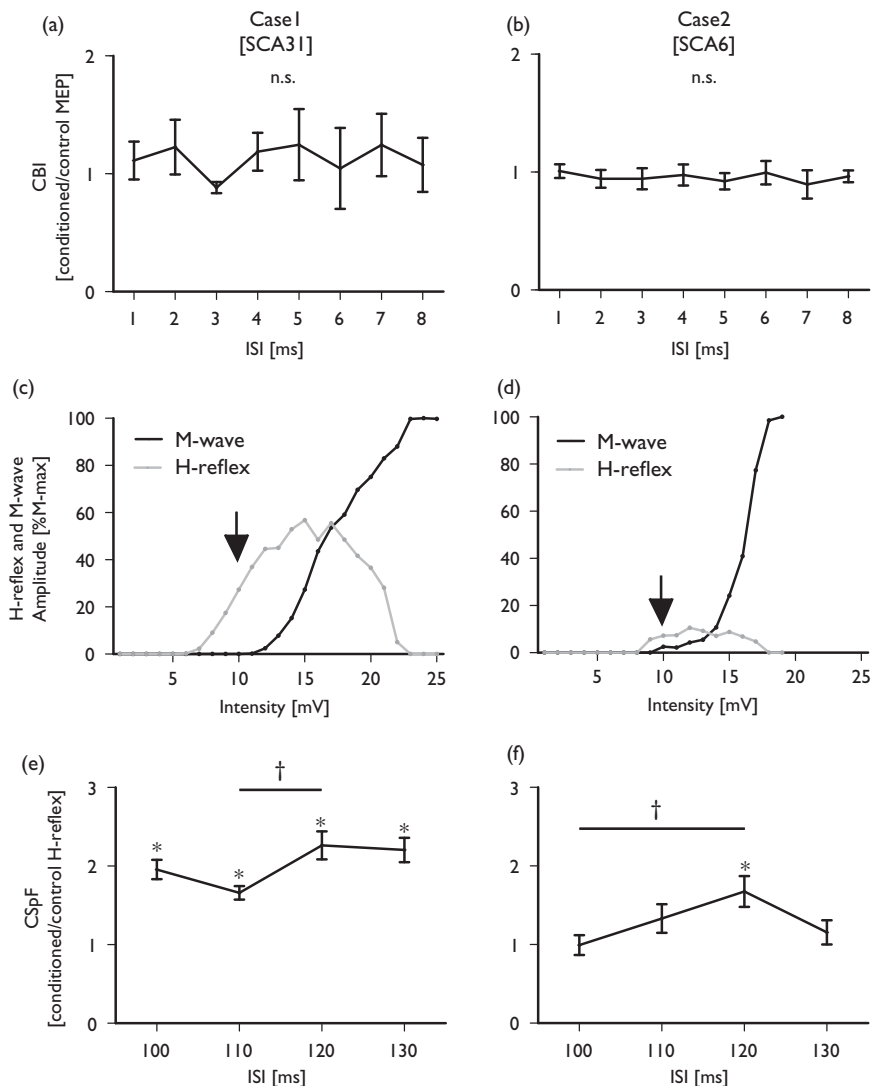 Case1
[SCA31]
Case2
[SCA6]
(a)
(b)
n.s.
n.s.
CBI
[conditioned/control MEP]
2
1
0
1 2 3 4 5 6 7 8
ISI [ms]
2
1
0
1 2 3 4 5 6 7 8
ISI [ms]
(c)
(d)
M-wave
H-reflex
M-wave
H-reflex
H-reflex and M-wave
Amplitude [%M-max]
100
80
60
40
20
0
5 10 15 20 25
Intensity [mV]
100
80
60
40
20
0
5 10 15 20 25
Intensity [mV]
(e)
(f)
CSpF
[conditioned/control H-reflex]
3
2
1
0
†
* * * *
100 110 120 130
ISI [ms]
3
2
1
0
†
*
100 110 120 130
ISI [ms]